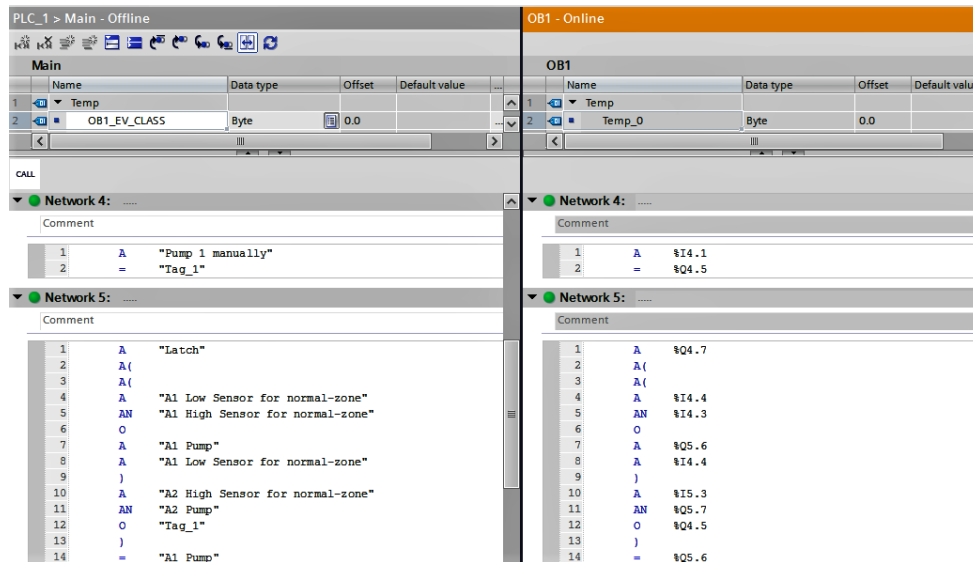 PLC_1 > Main - Offline
Main
Name Data type Offset Default value ...
1 Temp
2 OB1_EV_CLASS Byte 0.0 ...
CALL
Network 4: .....
Comment
1 A "Pump 1 manually"
2 = "Tag_1"
Network 5: .....
Comment
1 A "Latch"
2 A(
3 A(
4 A "A1 Low Sensor for normal-zone"
5 AN "A1 High Sensor for normal-zone"
6 O
7 A "A1 Pump"
8 A "A1 Low Sensor for normal-zone"
9 )
10 A "A2 High Sensor for normal-zone"
11 AN "A2 Pump"
12 O "Tag_1"
13 )
14 = "A1 Pump"
OB1 - Online
OB1
Name Data type Offset Default valu
1 Temp
2 Temp_0 Byte 0.0
Network 4: .....
Comment
1 A %I4.1
2 = %Q4.5
Network 5: .....
Comment
1 A %Q4.7
2 A(
3 A(
4 A %I4.4
5 AN %I4.3
6 O
7 A %Q5.6
8 A %I4.4
9 )
10 A %I5.3
11 AN %Q5.7
12 O %Q4.5
13 )
14 = %Q5.6